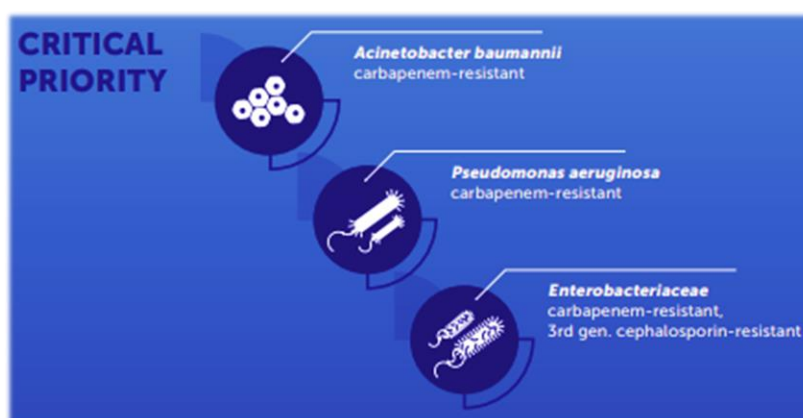 CRITICAL
PRIORITY
Acinetobacter baumannii
carbapenem-resistant
Pseudomonas aeruginosa
carbapenem-resistant
Enterobacteriaceae
carbapenem-resistant,
3rd gen. cephalosporin-resistant